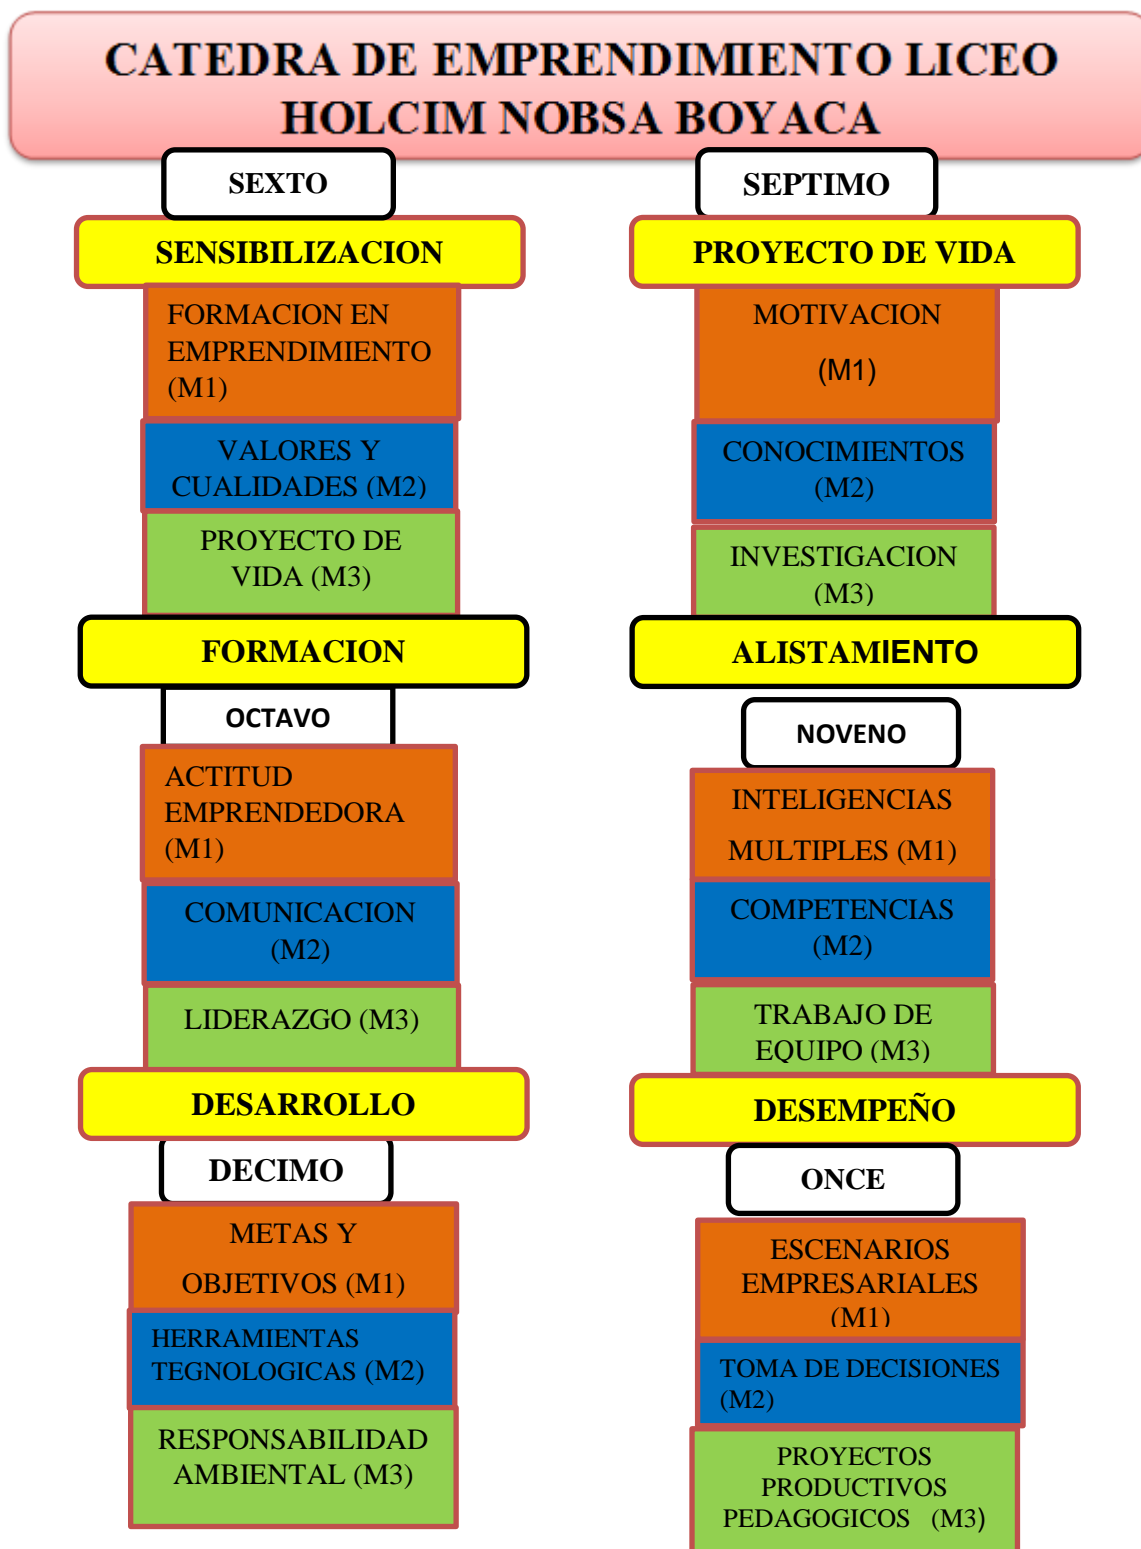 CATEDRA DE EMPRENDIMIENTO LICEO
HOLCIM NOBSA BOYACA
SEXTO
SENSIBILIZACION
FORMACION EN
EMPRENDIMIENTO
(M1)
VALORES Y
CUALIDADES (M2)
PROYECTO DE
VIDA (M3)
SEPTIMO
PROYECTO DE VIDA
MOTIVACION
(M1)
CONOCIMIENTOS
(M2)
INVESTIGACION
(M3)
FORMACION
OCTAVO
ACTITUD
EMPRENDEDORA
(M1)
COMUNICACION
(M2)
LIDERAZGO (M3)
ALISTAMIENTO
NOVENO
INTELIGENCIAS
MULTIPLES (M1)
COMPETENCIAS
(M2)
TRABAJO DE
EQUIPO (M3)
DESARROLLO
DECIMO
METAS Y
OBJETIVOS (M1)
HERRAMIENTAS
TEGNOLOGICAS (M2)
RESPONSABILIDAD
AMBIENTAL (M3)
DESEMPEÑO
ONCE
ESCENARIOS
EMPRESARIALES
(M1)
TOMA DE DECISIONES
(M2)
PROYECTOS
PRODUCTIVOS
PEDAGOGICOS (M3)